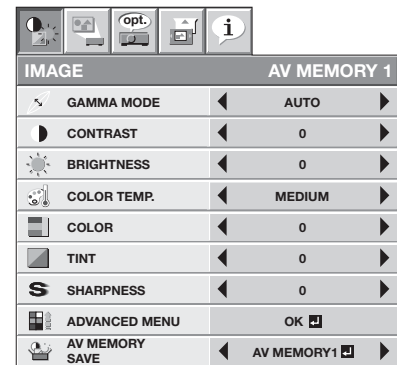 opt.
i
IMAGE AV MEMORY 1
GAMMA MODE AUTO
CONTRAST 0
BRIGHTNESS 0
COLOR TEMP. MEDIUM
COLOR 0
TINT 0
S SHARPNESS 0
ADVANCED MENU OK
AV MEMORY
SAVE AV MEMORY1